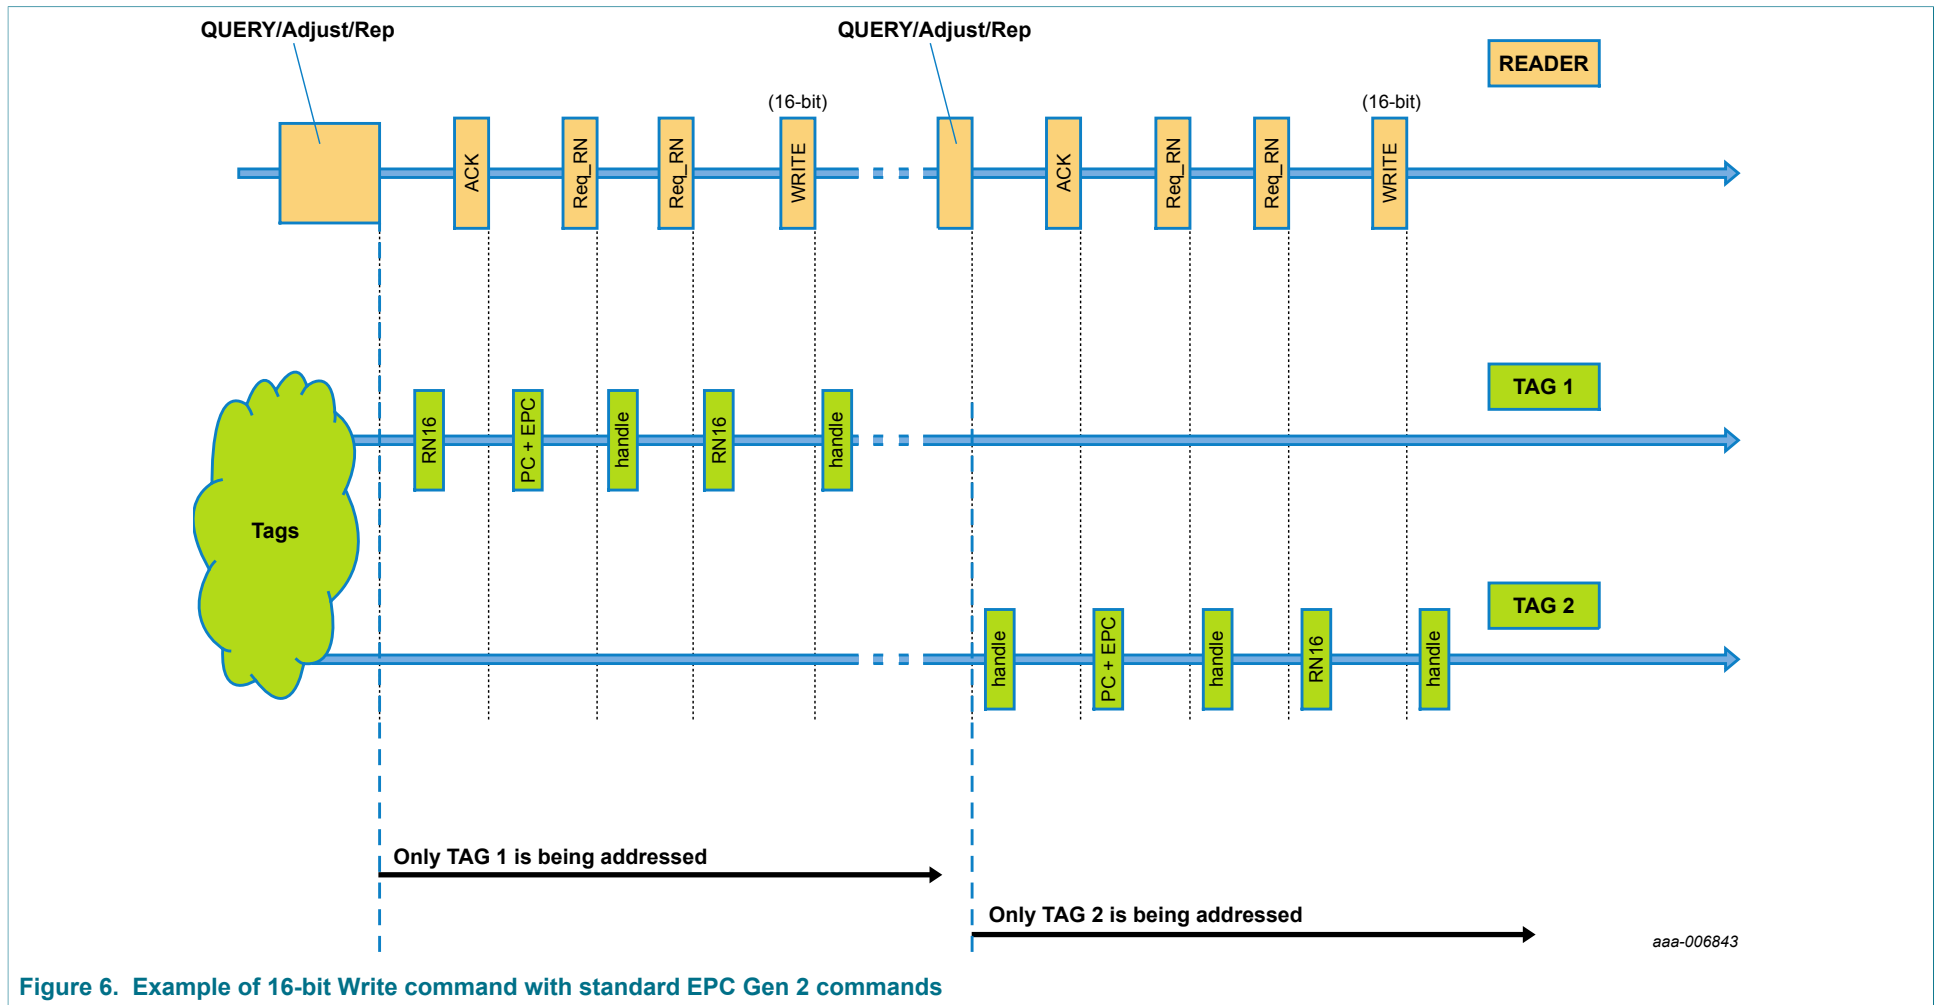 QUERY/Adjust/Rep
QUERY/Adjust/Rep
READER
(16-bit)
(16-bit)
ACK
Req_RN
Req_RN
WRITE
ACK
Req_RN
Req_RN
WRITE
TAG 1
RN16
PC + EPC
handle
RN16
handle
Tags
TAG 2
handle
PC + EPC
handle
RN16
handle
Only TAG 1 is being addressed
Only TAG 2 is being addressed
aaa-006843
Figure 6. Example of 16-bit Write command with standard EPC Gen 2 commands